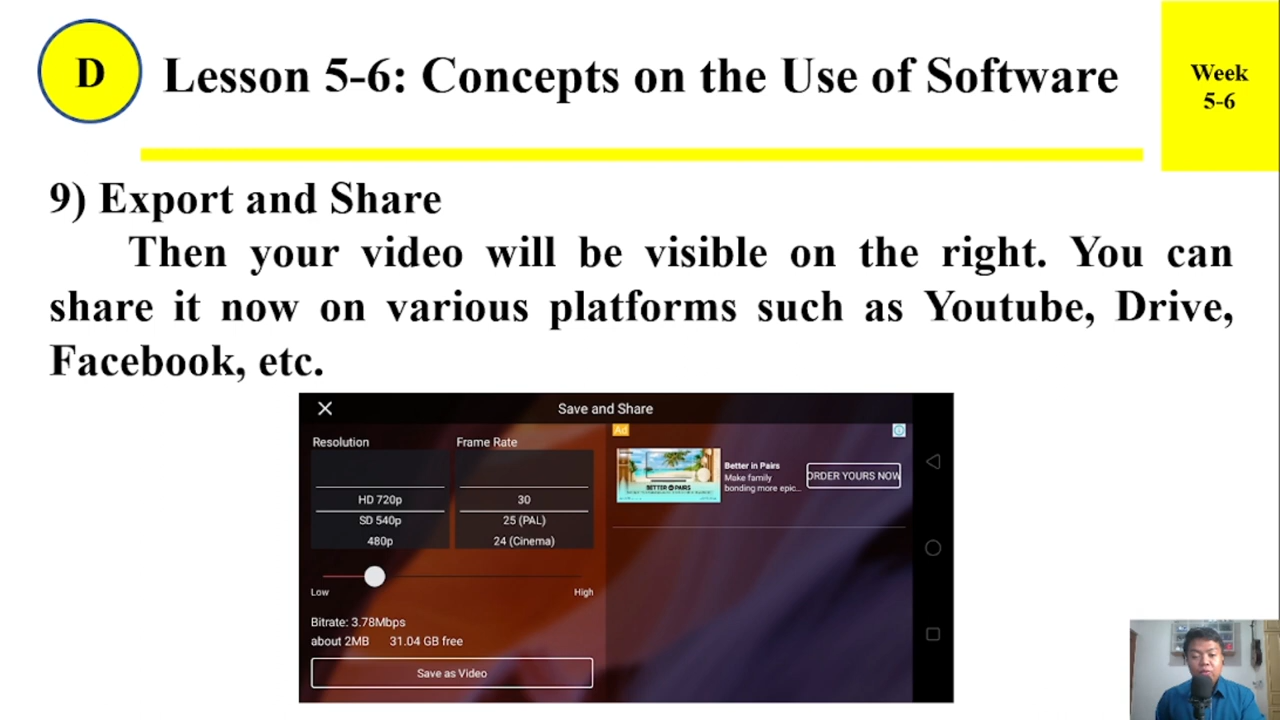 D
Lesson 5-6: Concepts on the Use of Software
Week
5-6
9) Export and Share
Then your video will be visible on the right. You can
share it now on various platforms such as Youtube, Drive,
Facebook, etc.
Save and Share
Resolution
Frame Rate
HD 720p
SD 540p
480p
30
25 (PAL)
24 (Cinema)
Low
High
Bitrate: 3.78Mbps
about 2MB 31.04 GB free
Save as Video
Ad
Better in Pairs
Make family
bonding more epic...
ORDER YOURS NOW
BETTER PAIRS